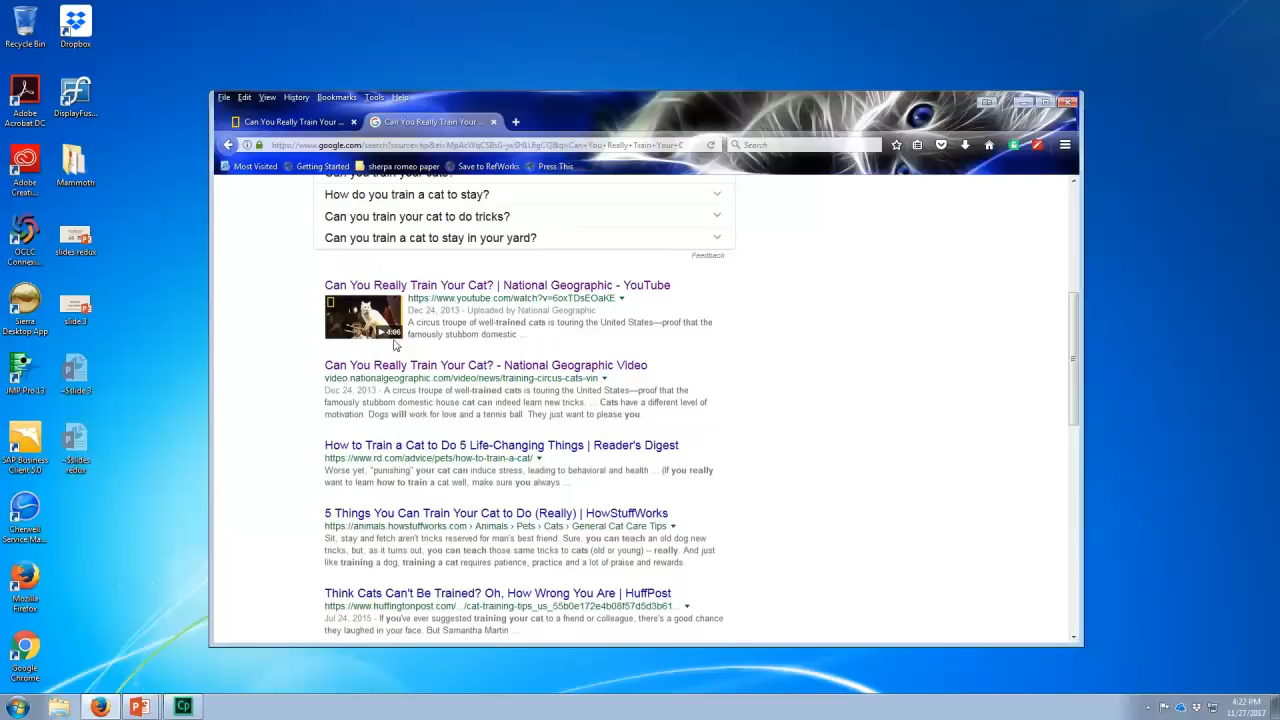 Recycle Bin
Dropbox
Adobe
Acrobat DC
DisplayFus...
Adobe
Creati...
Mammoth
OCLC
Connexi...
slides redux
Sierra
Desktop App
slide3
JMP Pro 13
~$slide 3
SAP Business
Client 5.0
~$slides
redux
Cherwell
Service Ma...
Mozilla
Firefox
Google
Chrome
File Edit View History Bookmarks Tools Help
Can You Really Train Your ...
Can You Really Train Your ...
Search
Most Visited Getting Started sherpa romeo paper Save to RefWorks Press This
How do you train a cat to stay?
Can you train your cat to do tricks?
Can you train a cat to stay in your yard?
Feedback
Can You Really Train Your Cat? | National Geographic - YouTube
https://www.youtube.com/watch?v=6oxTDsEOaKE
Dec 24, 2013 - Uploaded by National Geographic
A circus troupe of well-trained cats is touring the United States—proof that the
famously stubborn domestic ...
4:06
Can You Really Train Your Cat? - National Geographic Video
video.nationalgeographic.com/video/news/training-circus-cats-vin
Dec 24, 2013 - A circus troupe of well-trained cats is touring the United States—proof that the
famously stubborn domestic house cat can indeed learn new tricks. ... Cats have a different level of
motivation. Dogs will work for love and a tennis ball. They just want to please you.
How to Train a Cat to Do 5 Life-Changing Things | Reader's Digest
https://www.rd.com/advice/pets/how-to-train-a-cat/
Worse yet, "punishing" your cat can induce stress, leading to behavioral and health ... (If you really
want to learn how to train a cat well, make sure you always ...
5 Things You Can Train Your Cat to Do (Really) | HowStuffWorks
https://animals.howstuffworks.com › Animals › Pets › Cats › General Cat Care Tips
Sit, stay and fetch aren't tricks reserved for man's best friend. Sure, you can teach an old dog new
tricks, but, as it turns out, you can teach those same tricks to cats (old or young) -- really. And just
like training a dog, training a cat requires patience, practice and a lot of praise and rewards.
Think Cats Can't Be Trained? Oh, How Wrong You Are | HuffPost
https://www.huffingtonpost.com/.../cat-training-tips_us_55b0e172e4b08f57d5d3b61...
Jul 24, 2015 - If you've ever suggested training your cat to a friend or colleague, there's a good chance
they laughed in your face. But Samantha Martin ...
4:22 PM
11/27/2017